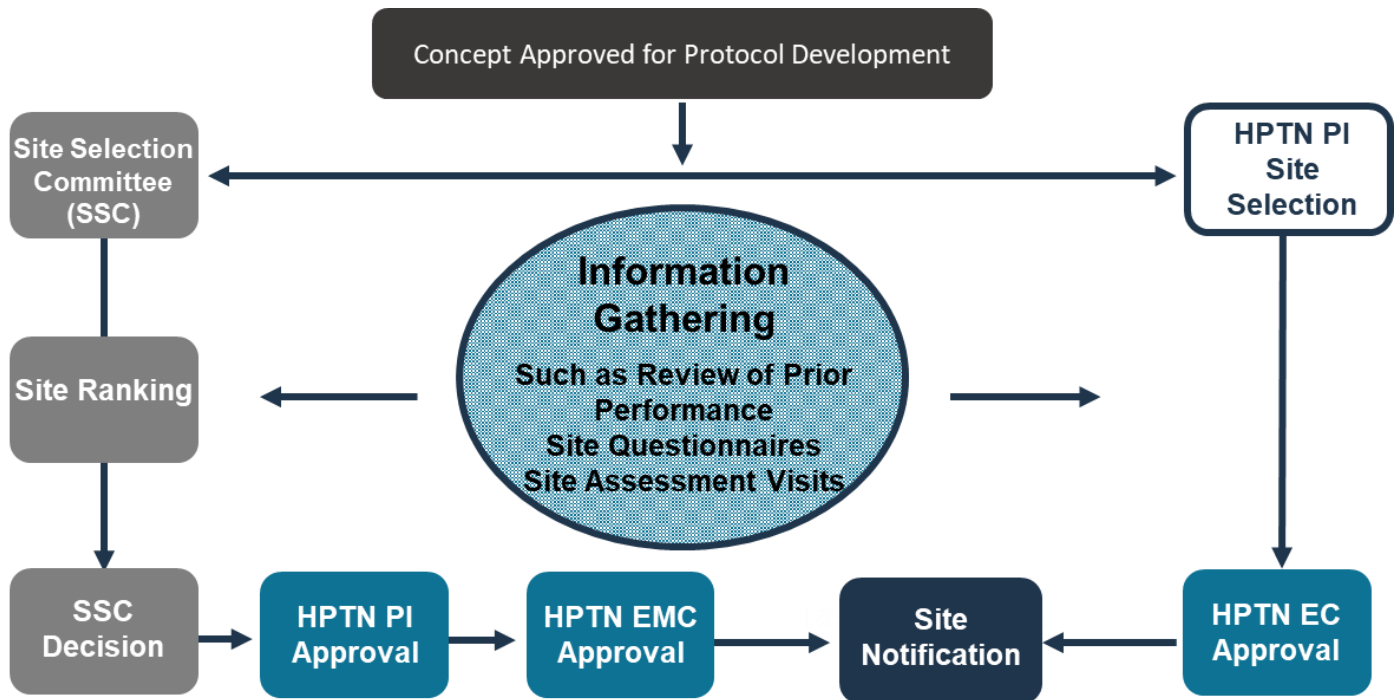 Concept Approved for Protocol Development
Site Selection
Committee
(SSC)
HPTN PI
Site
Selection
Information
Gathering
Such as Review of Prior
Performance
Site Questionnaires
Site Assessment Visits
Site Ranking
SSC
Decision
HPTN PI
Approval
HPTN EMC
Approval
Site
Notification
HPTN EC
Approval